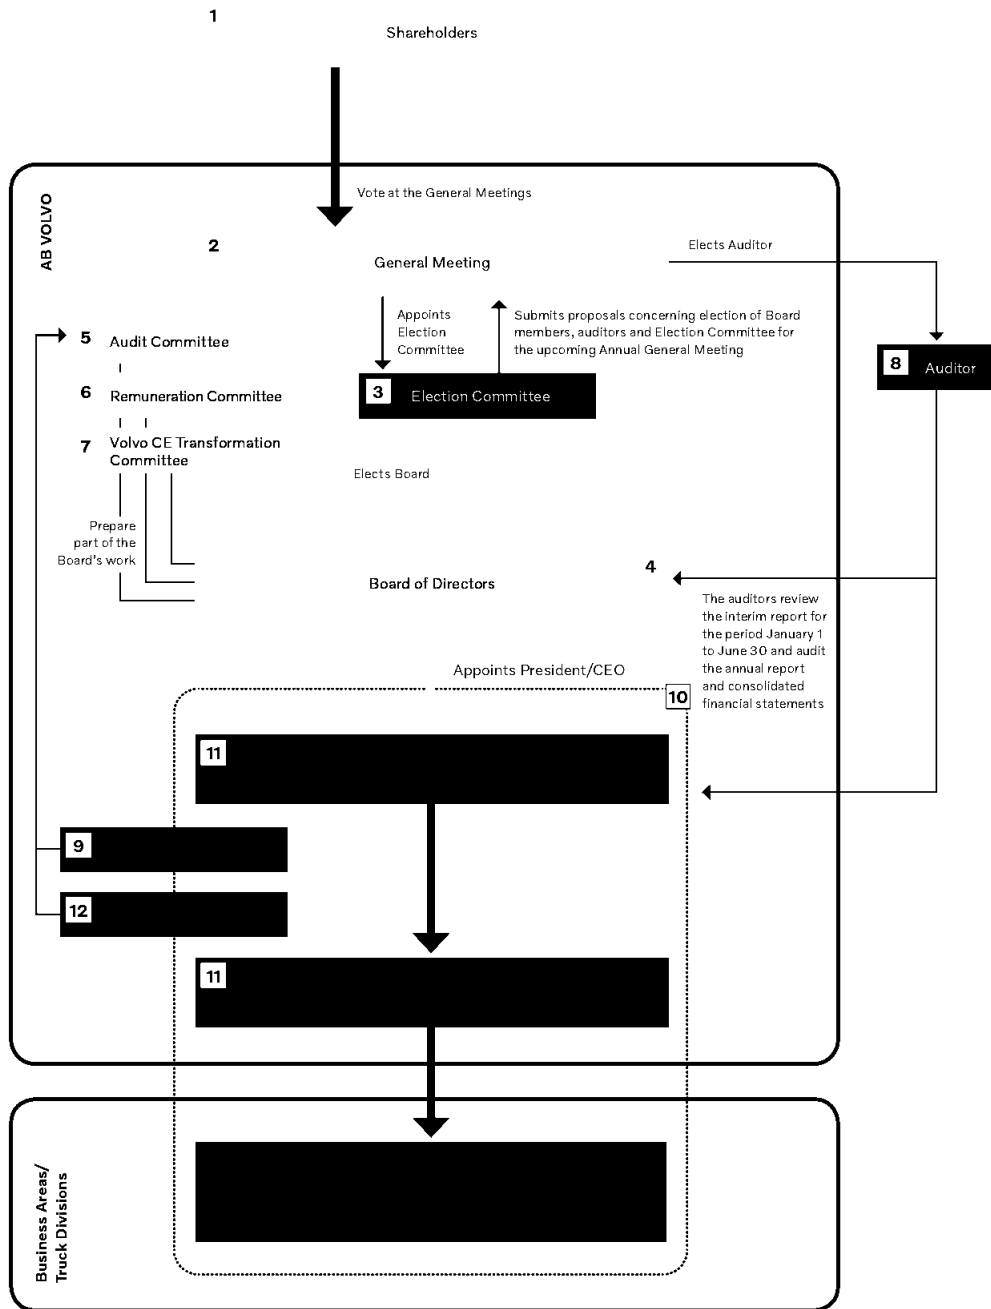 1
Shareholders
Vote at the General Meetings
AB VOLVO
2
General Meeting
Elects Auditor
Appoints
Election
Committee
Submits proposals concerning election of Board
members, auditors and Election Committee for
the upcoming Annual General Meeting
5 Audit Committee
6 Remuneration Committee
7 Volvo CE Transformation
Committee
3 Election Committee
8 Auditor
Elects Board
Prepare
part of the
Board's work
4
Board of Directors
The auditors review
the interim report for
the period January 1
to June 30 and audit
the annual report
and consolidated
financial statements
Appoints President/CEO
10
11
9
12
11
Business Areas/
Truck Divisions